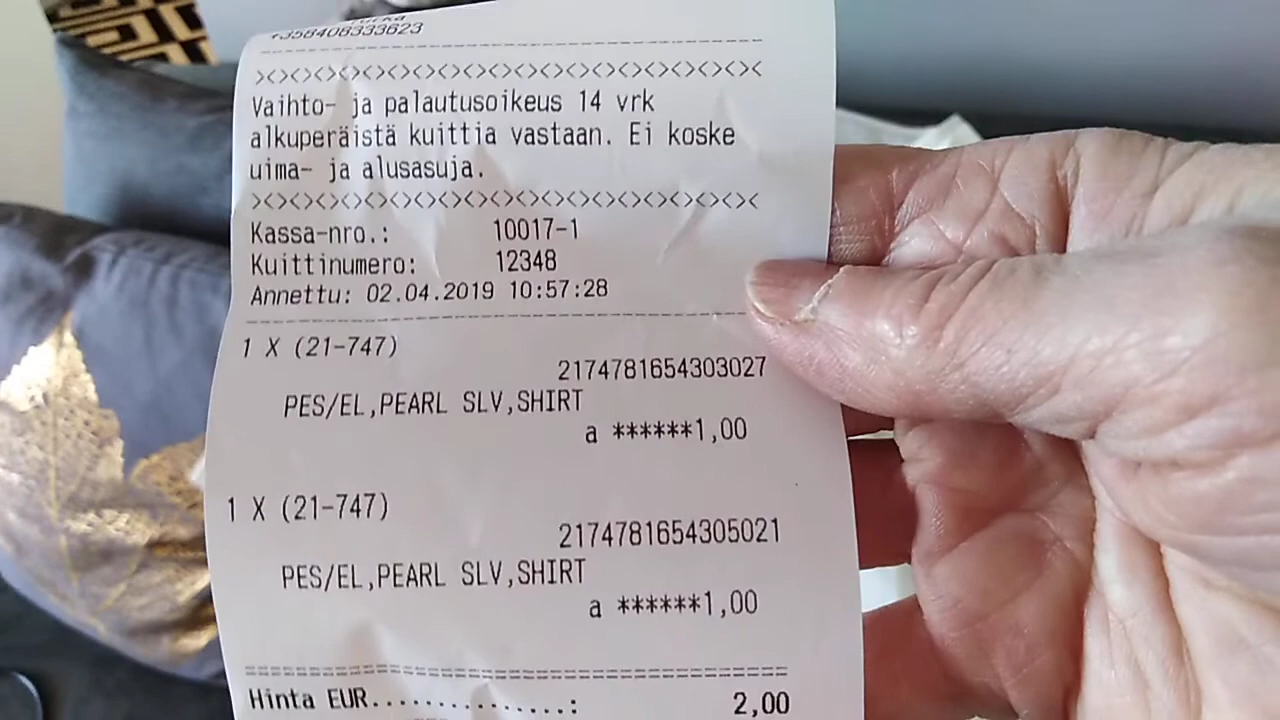 +358408333623
><><><><><><><><><><><><><><><><
Vaihto- ja palautusoikeus 14 vrk
alkuperäistä kuittia vastaan. Ei koske
uima- ja alusasuja.
><><><><><><><><><><><><><><><><
Kassa-nro.: 10017-1
Kuittinumero: 12348
Annettu: 02.04.2019 10:57:28
1 X (21-747)
2174781654303027
PES/EL,PEARL SLV,SHIRT
a ******1,00
1 X (21-747)
2174781654305021
PES/EL,PEARL SLV,SHIRT
a ******1,00
Hinta EUR...............: 2,00